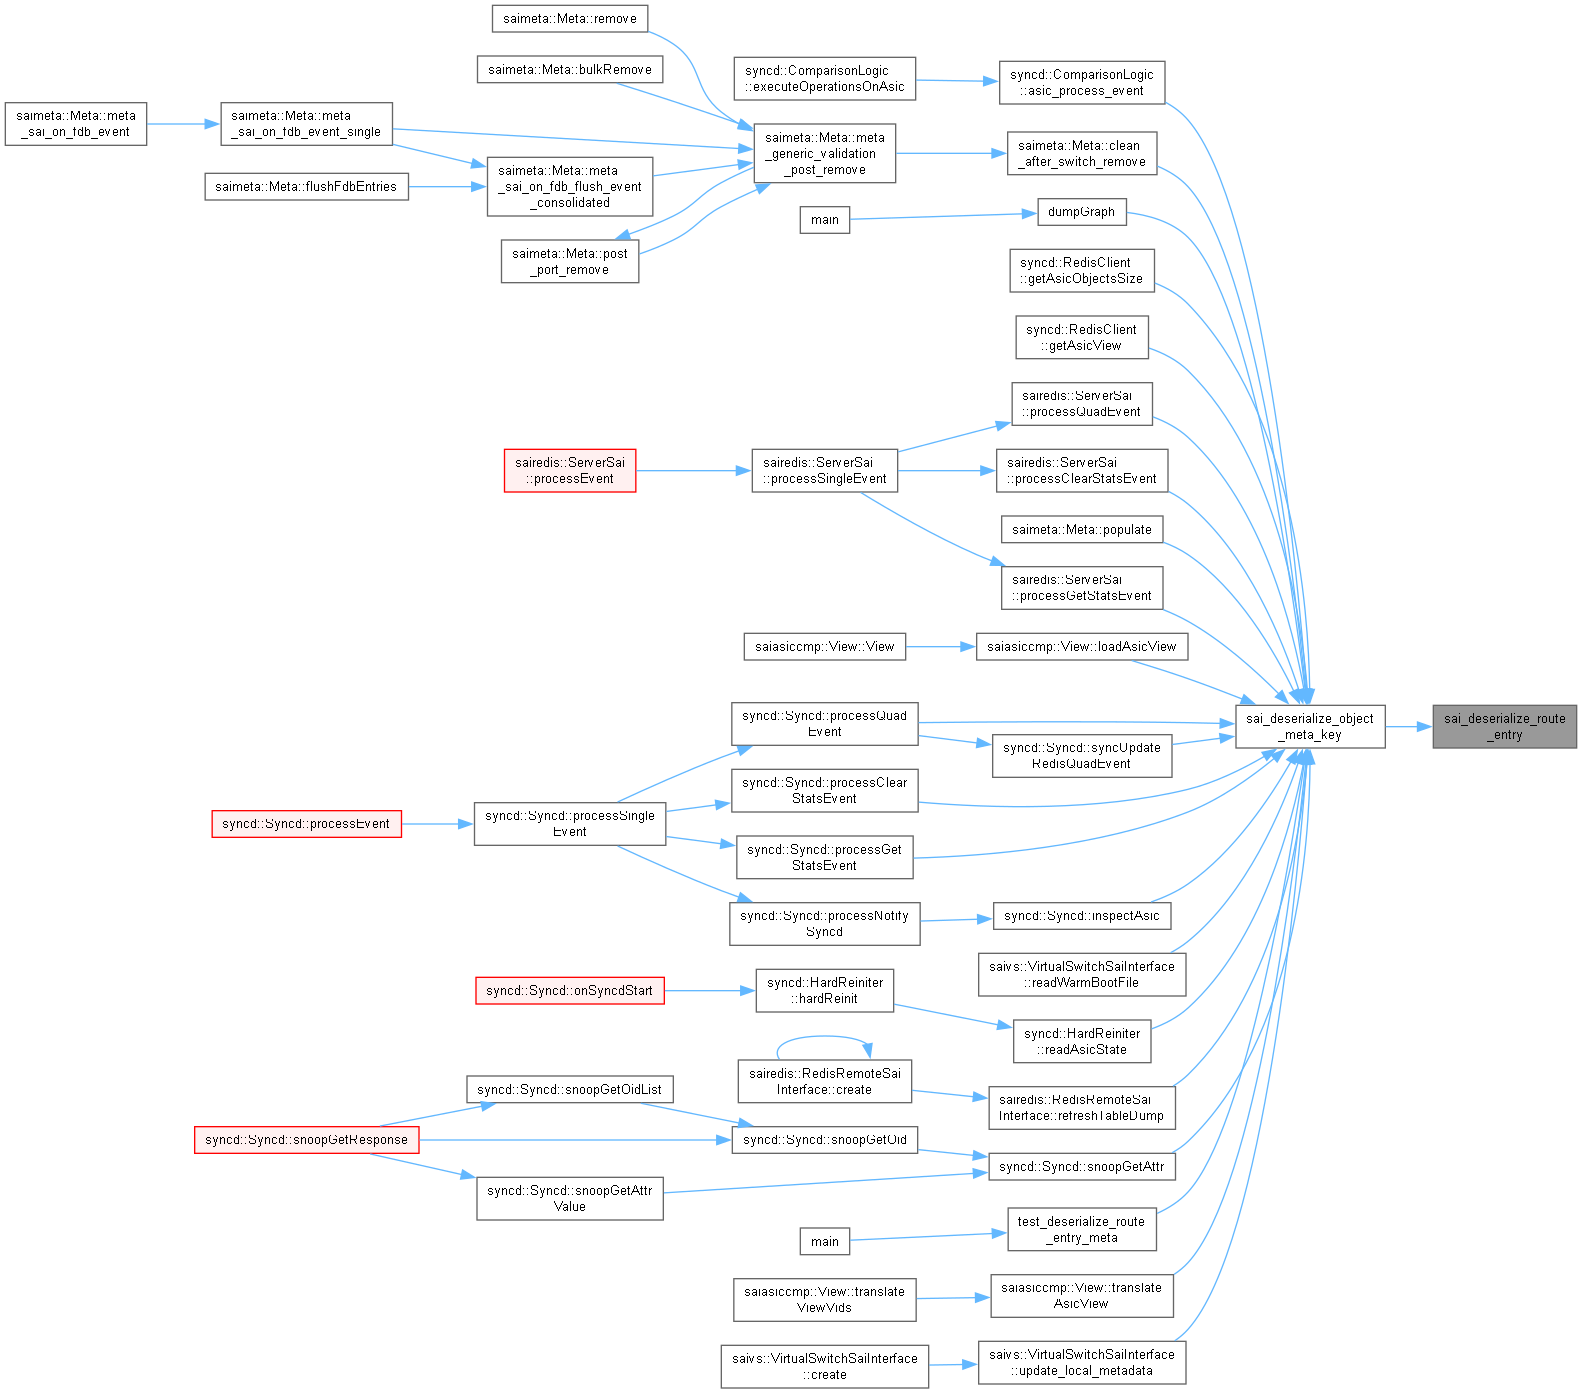 saimeta::Meta::remove
saimeta::Meta::bulkRemove
syncd::ComparisonLogic
::executeOperationsOnAsic
syncd::ComparisonLogic
::asic_process_event
saimeta::Meta::meta
_sai_on_fdb_event
saimeta::Meta::meta
_sai_on_fdb_event_single
saimeta::Meta::meta
_generic_validation
_post_remove
saimeta::Meta::clean
_after_switch_remove
saimeta::Meta::flushFdbEntries
saimeta::Meta::meta
_sai_on_fdb_flush_event
_consolidated
main
dumpGraph
saimeta::Meta::post
_port_remove
syncd::RedisClient
::getAsicObjectsSize
syncd::RedisClient
::getAsicView
sairedis::ServerSai
::processQuadEvent
sairedis::ServerSai
::processEvent
sairedis::ServerSai
::processSingleEvent
sairedis::ServerSai
::processClearStatsEvent
saimeta::Meta::populate
sairedis::ServerSai
::processGetStatsEvent
saiasiccmp::View::View
saiasiccmp::View::loadAsicView
syncd::Syncd::processQuad
Event
sai_deserialize_object
_meta_key
sai_deserialize_route
_entry
syncd::Syncd::syncUpdate
RedisQuadEvent
syncd::Syncd::processClear
StatsEvent
syncd::Syncd::processEvent
syncd::Syncd::processSingle
Event
syncd::Syncd::processGet
StatsEvent
syncd::Syncd::processNotify
Syncd
syncd::Syncd::inspectAsic
saivs::VirtualSwitchSaiInterface
::readWarmBootFile
syncd::Syncd::onSyncdStart
syncd::HardReiniter
::hardReinit
syncd::HardReiniter
::readAsicState
sairedis::RedisRemoteSai
Interface::create
syncd::Syncd::snoopGetOidList
sairedis::RedisRemoteSai
Interface::refreshTableDump
syncd::Syncd::snoopGetResponse
syncd::Syncd::snoopGetOid
syncd::Syncd::snoopGetAttr
syncd::Syncd::snoopGetAttr
Value
main
test_deserialize_route
_entry_meta
saiasiccmp::View::translate
ViewVids
saiasiccmp::View::translate
AsicView
saivs::VirtualSwitchSaiInterface
::create
saivs::VirtualSwitchSaiInterface
::update_local_metadata